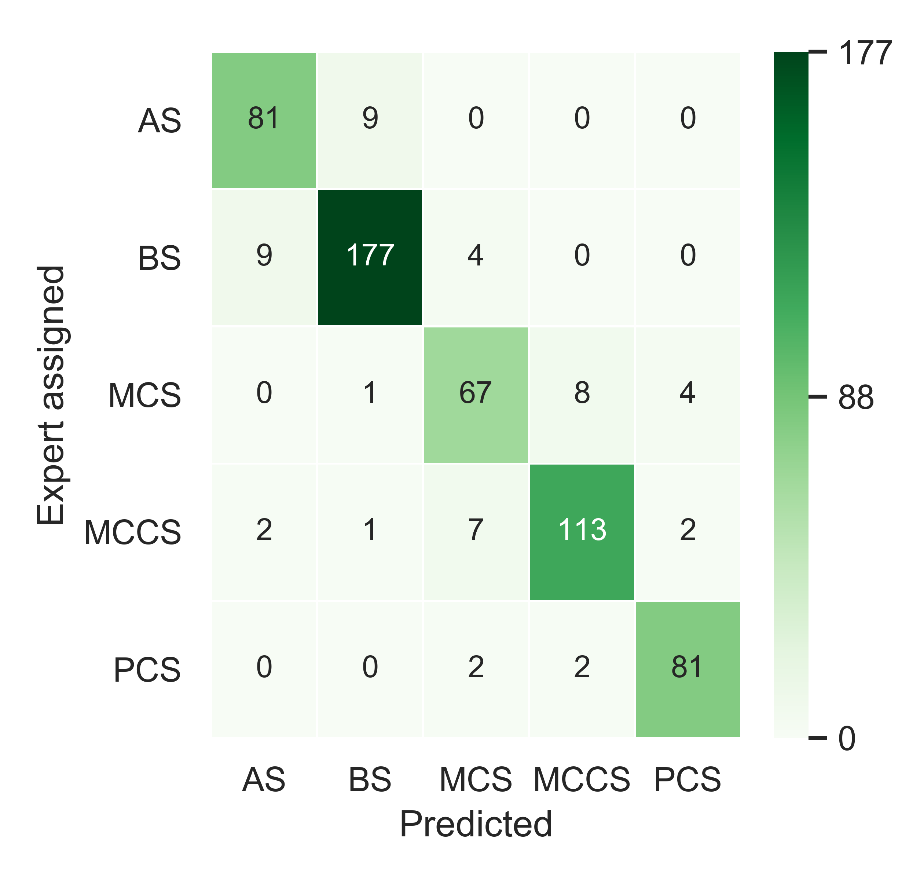 177
AS 81 9 0 0 0
BS 9 177 4 0 0
MCS 0 1 67 8 4
88
MCCS 2 1 7 113 2
PCS 0 0 2 2 81
0
AS BS MCS MCCS PCS
Predicted
Expert assigned